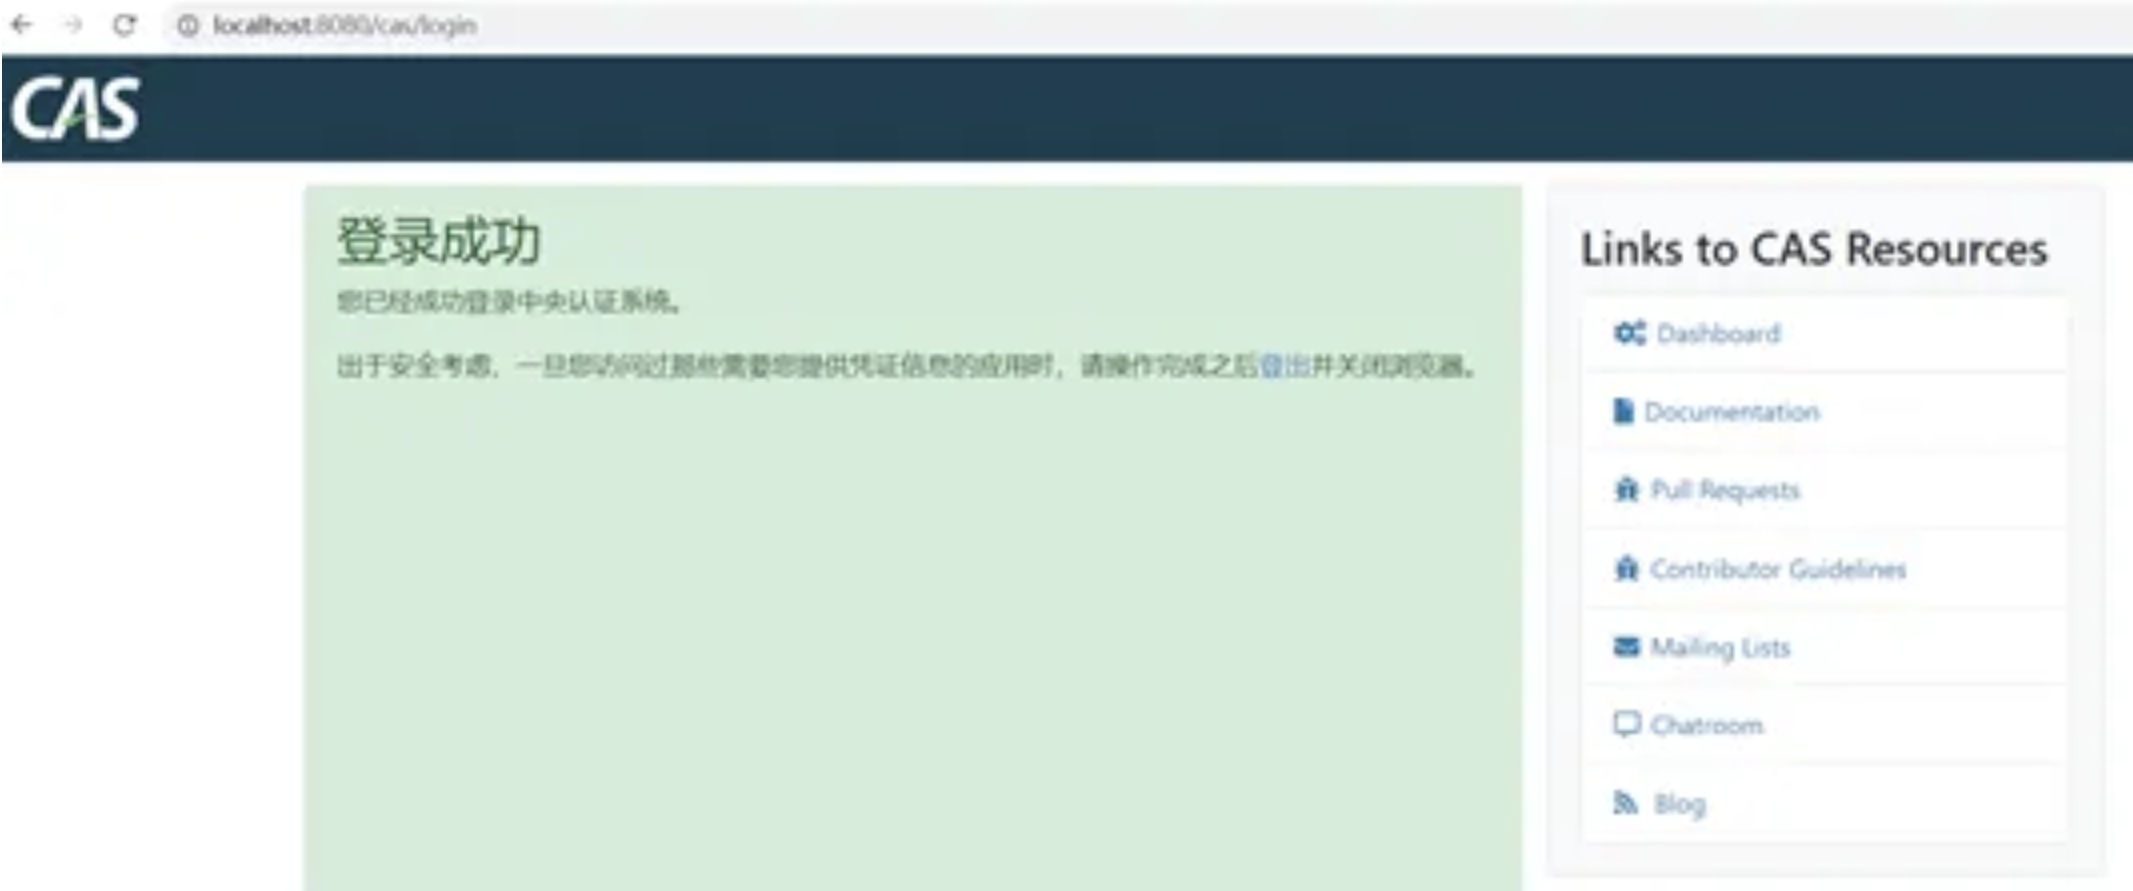 localhost:8080/cas/login
CAS
登录成功
您已经成功登录中央认证系统。
出于安全考虑，一旦您访问过那些需要您提供凭证信息的应用时，请操作完成之后登出并关闭浏览器。
Links to CAS Resources
Dashboard
Documentation
Pull Requests
Contributor Guidelines
Mailing Lists
Chatroom
Blog